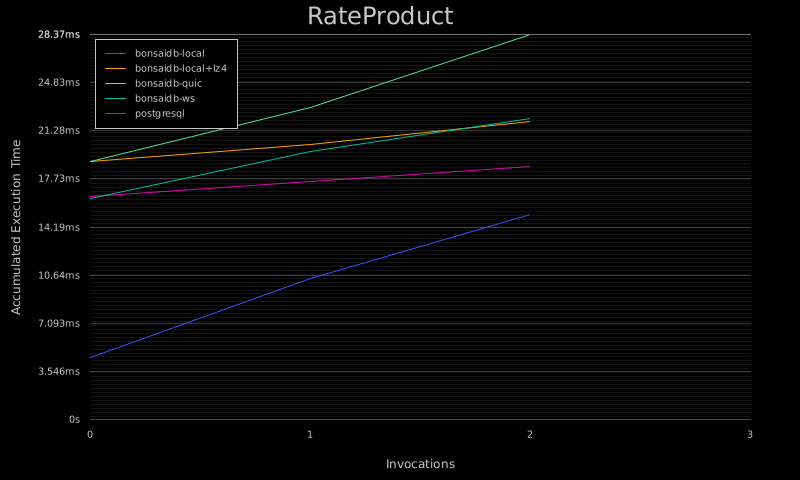 RateProduct
28.37ms
24.83ms
21.28ms
17.73ms
14.19ms
10.64ms
7.093ms
3.546ms
0s
bonsaidb-local
bonsaidb-local+lz4
bonsaidb-quic
bonsaidb-ws
postgresql
Accumulated Execution Time
0 1 2 3
Invocations